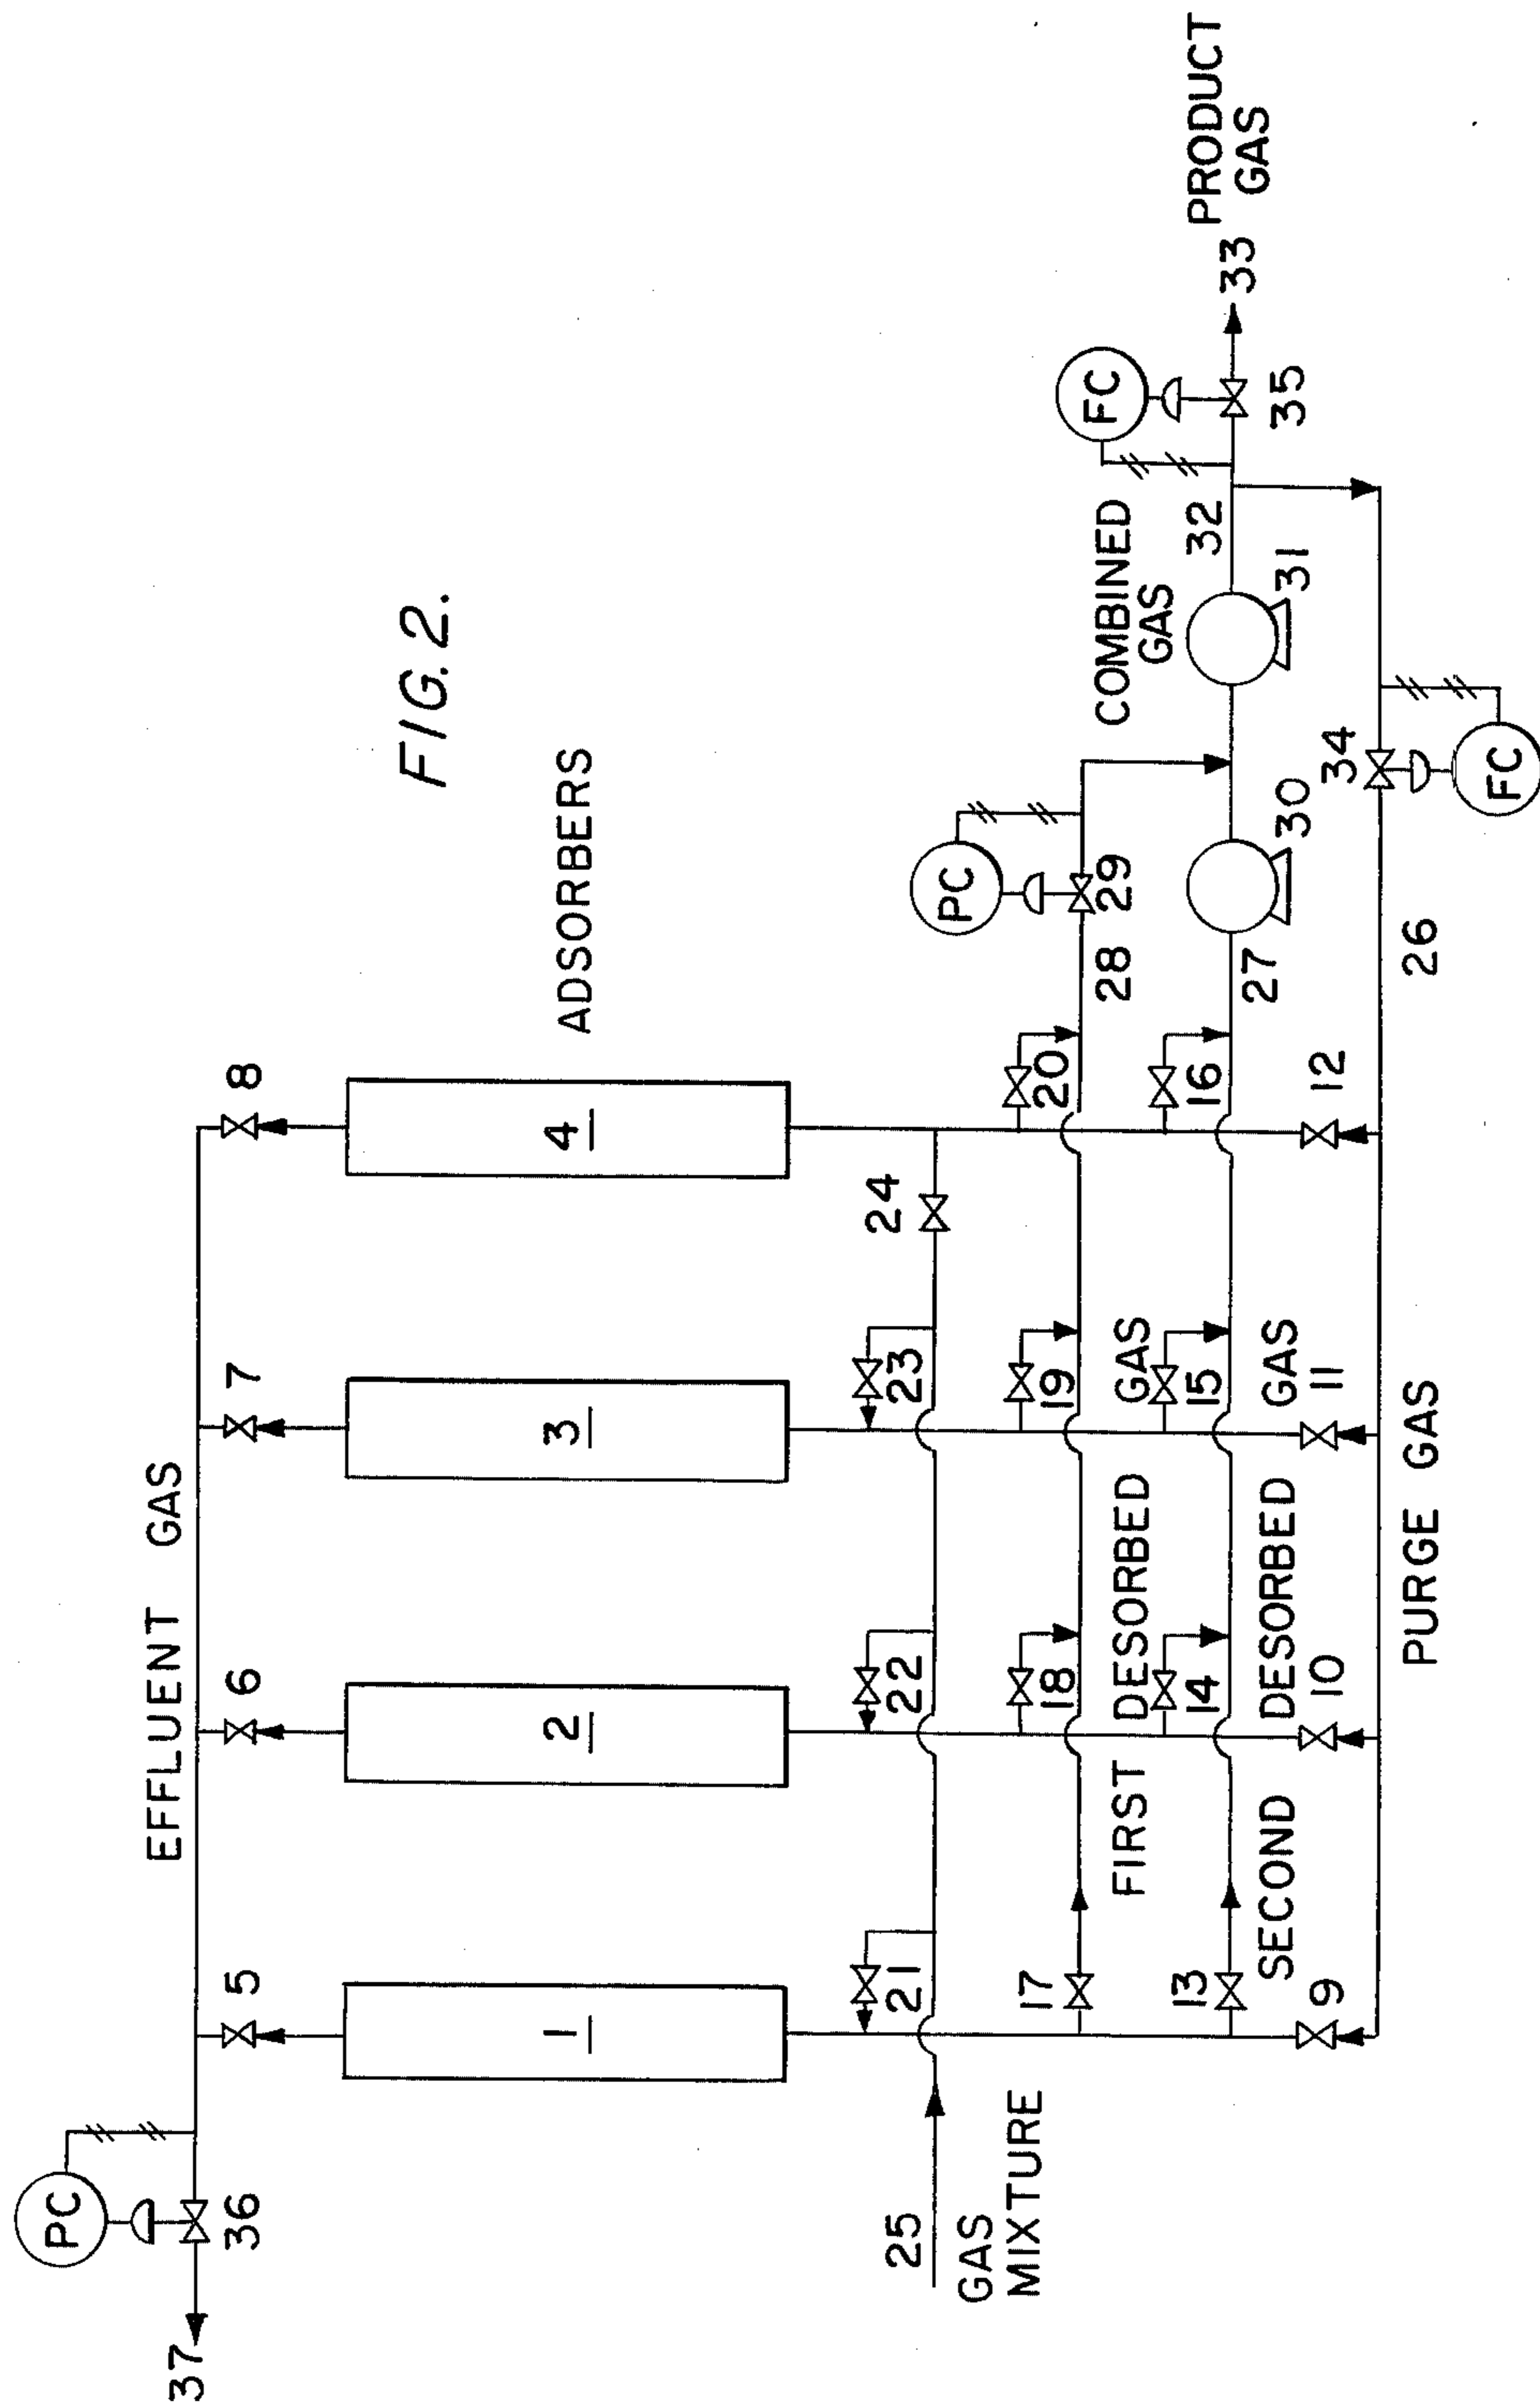 FIG. 2.
PC
36
37
EFFLUENT GAS
5
6
7
8
1
2
3
4
ADSORBERS
21
22
23
24
25
GAS
MIXTURE
17
18
19
20
28
PC
29
FIRST DESORBED GAS
13
14
15
16
27
30
COMBINED
GAS
31
32
FC
35
33
PRODUCT
GAS
SECOND DESORBED GAS
9
10
11
12
26
34
FC
PURGE GAS